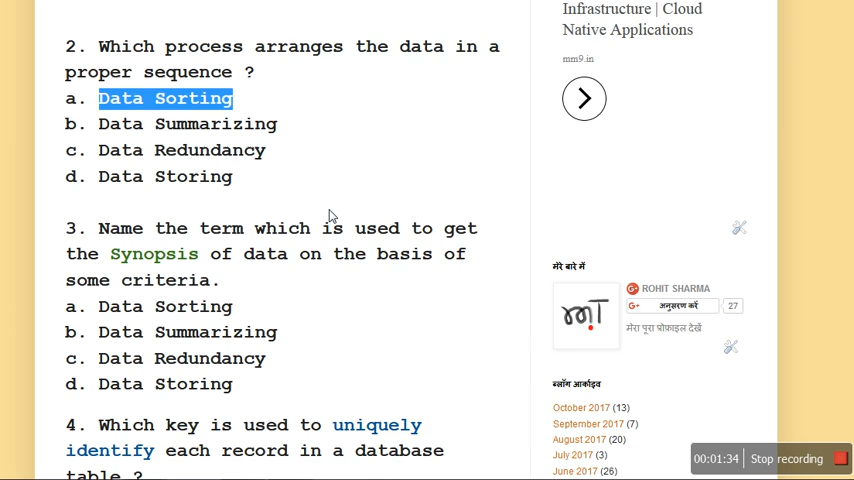 2. Which process arranges the data in a
proper sequence ?
a. Data Sorting
b. Data Summarizing
c. Data Redundancy
d. Data Storing
3. Name the term which is used to get
the Synopsis of data on the basis of
some criteria.
a. Data Sorting
b. Data Summarizing
c. Data Redundancy
d. Data Storing
4. Which key is used to uniquely
identify each record in a database
table ?
Infrastructure | Cloud
Native Applications
mm9.in
मेरे बारे में
G+ ROHIT SHARMA
G+ अनुसरण करें 27
मेरा पूरा प्रोफ़ाइल देखें
ब्लॉग आर्काइव
October 2017 (13)
September 2017 (7)
August 2017 (20)
July 2017 (3)
June 2017 (26)
00:01:34 Stop recording